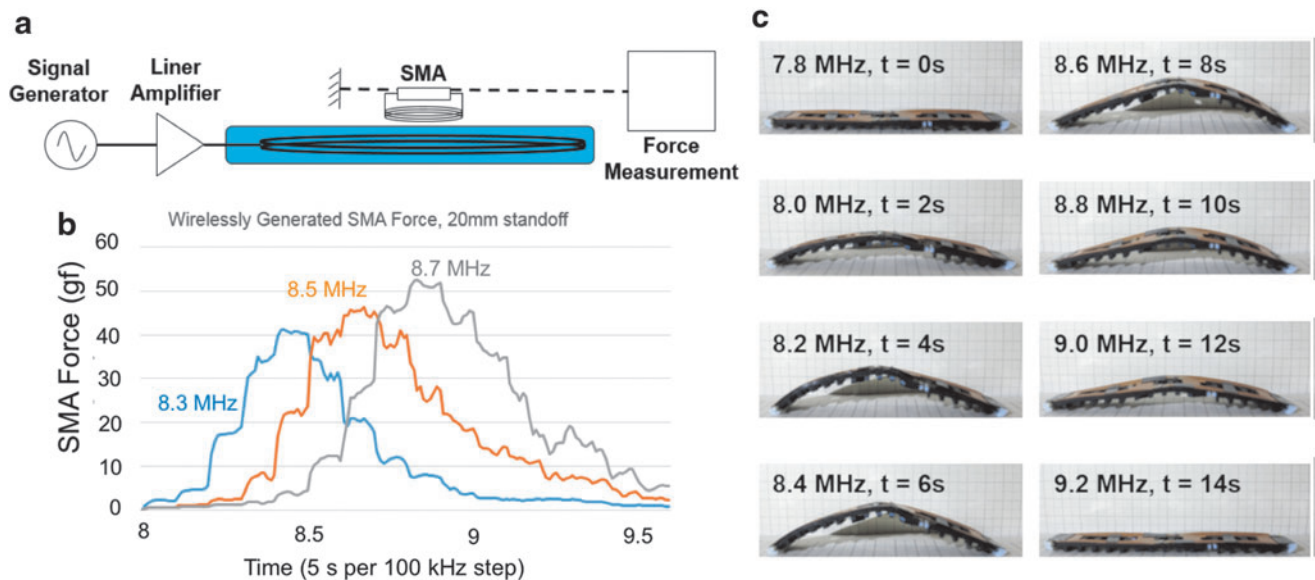 a
Signal
Generator
Liner
Amplifier
SMA
Force
Measurement
b
Wirelessly Generated SMA Force, 20mm standoff
SMA Force (gf)
60
50
40
30
20
10
0
8.3 MHz
8.5 MHz
8.7 MHz
8
8.5
9
9.5
Time (5 s per 100 kHz step)
c
7.8 MHz, t = 0s
8.0 MHz, t = 2s
8.2 MHz, t = 4s
8.4 MHz, t = 6s
8.6 MHz, t = 8s
8.8 MHz, t = 10s
9.0 MHz, t = 12s
9.2 MHz, t = 14s